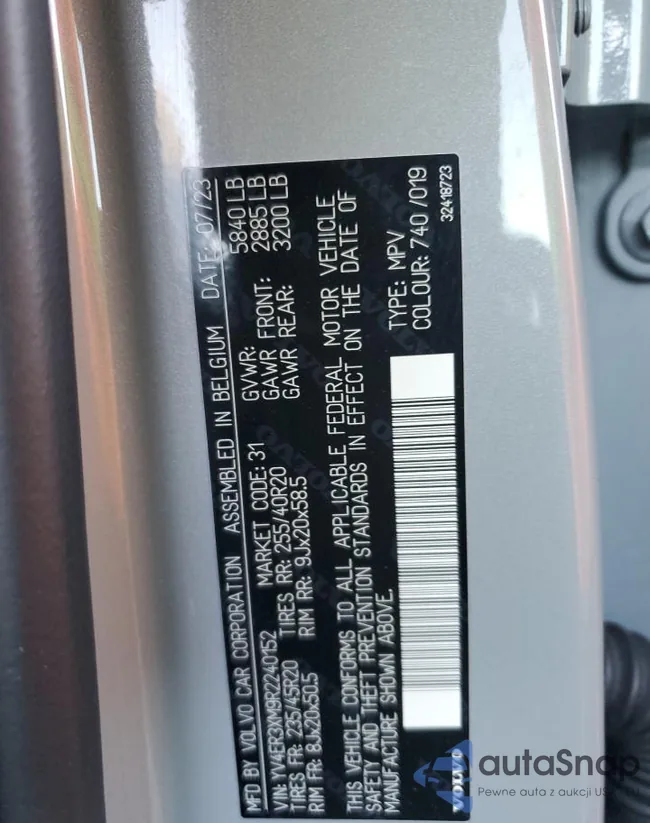 MFD BY VOLVO CAR CORPORATION ASSEMBLED IN BELGIUM DATE: 07/23
VIN: YV4ER3XM9R2240152 MARKET CODE: 31 GVWR: 5840 LB
TIRES FR: 235/45R20 TIRES RR: 255/40R20 GAWR FRONT: 2885 LB
RIM FR: 8Jx20x50.5 RIM RR: 9Jx20x58.5 GAWR REAR: 3200 LB
THIS VEHICLE CONFORMS TO ALL APPLICABLE FEDERAL MOTOR VEHICLE
SAFETY AND THEFT PREVENTION STANDARDS IN EFFECT ON THE DATE OF
MANUFACTURE SHOWN ABOVE.
TYPE: MPV
COLOUR: 740 /019
VOLVO
32418723
autoSnap
Pewne auta z aukcji